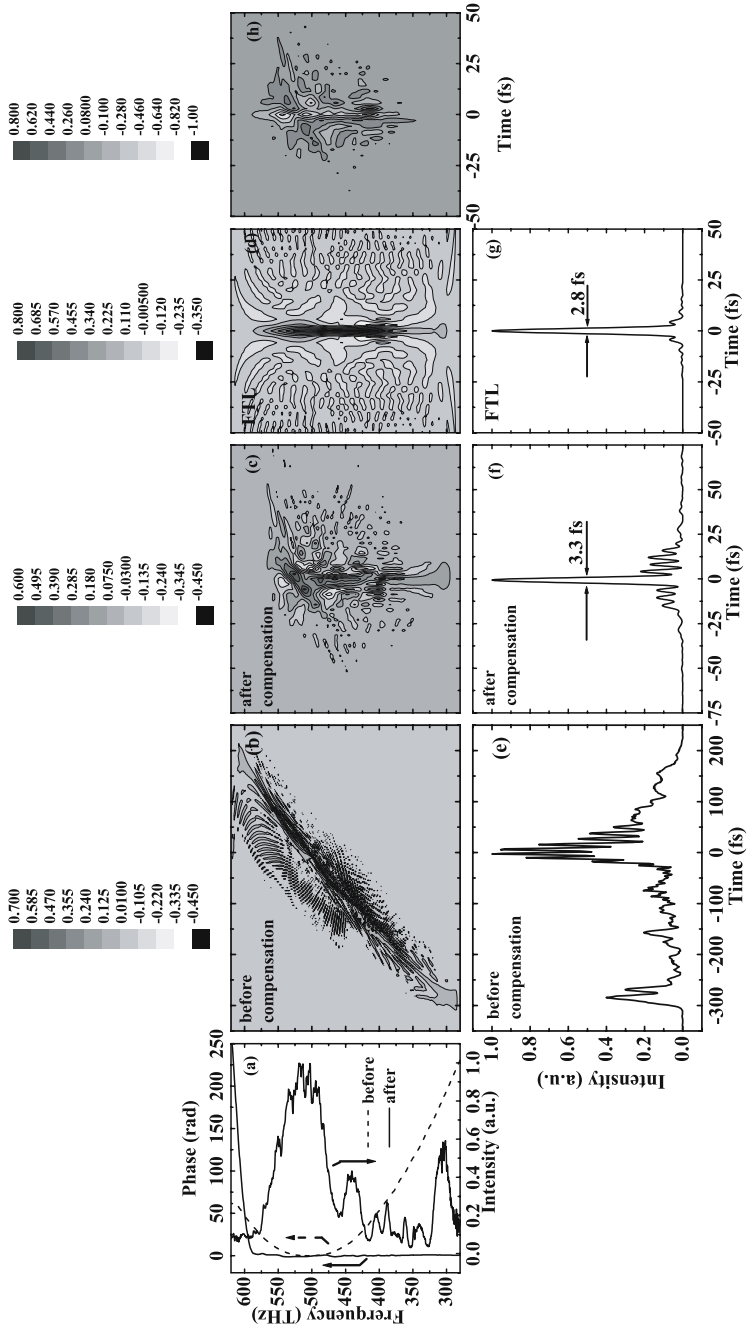 0.700
0.585
0.470
0.355
0.240
0.125
0.0100
-0.105
-0.220
-0.335
-0.450
0.600
0.495
0.390
0.285
0.180
0.0750
-0.0300
-0.135
-0.240
-0.345
-0.450
0.800
0.685
0.570
0.455
0.340
0.225
0.110
-0.00500
-0.120
-0.235
-0.350
0.800
0.620
0.440
0.260
0.0800
-0.100
-0.280
-0.460
-0.640
-0.820
-1.00
Phase (rad)
0 50 100 150 200 250
(a)
600
550
500
450
400
350
300
Frerquency (THz)
before
after
0.0 0.2 0.4 0.6 0.8 1.0
Intensity (a.u.)
before
compensation
(b)
after
compensation
(c)
FTL
(d)
(h)
-50 -25 0 25 50
Time (fs)
before
compensation
(e)
1.0
0.8
0.6
0.4
0.2
0.0
Intensity (a.u.)
-300 -200 -100 0 100 200
Time (fs)
after
compensation
(f)
3.3 fs
-75 -50 -25 0 25 50
Time (fs)
FTL
(g)
2.8 fs
-50 -25 0 25 50
Time (fs)